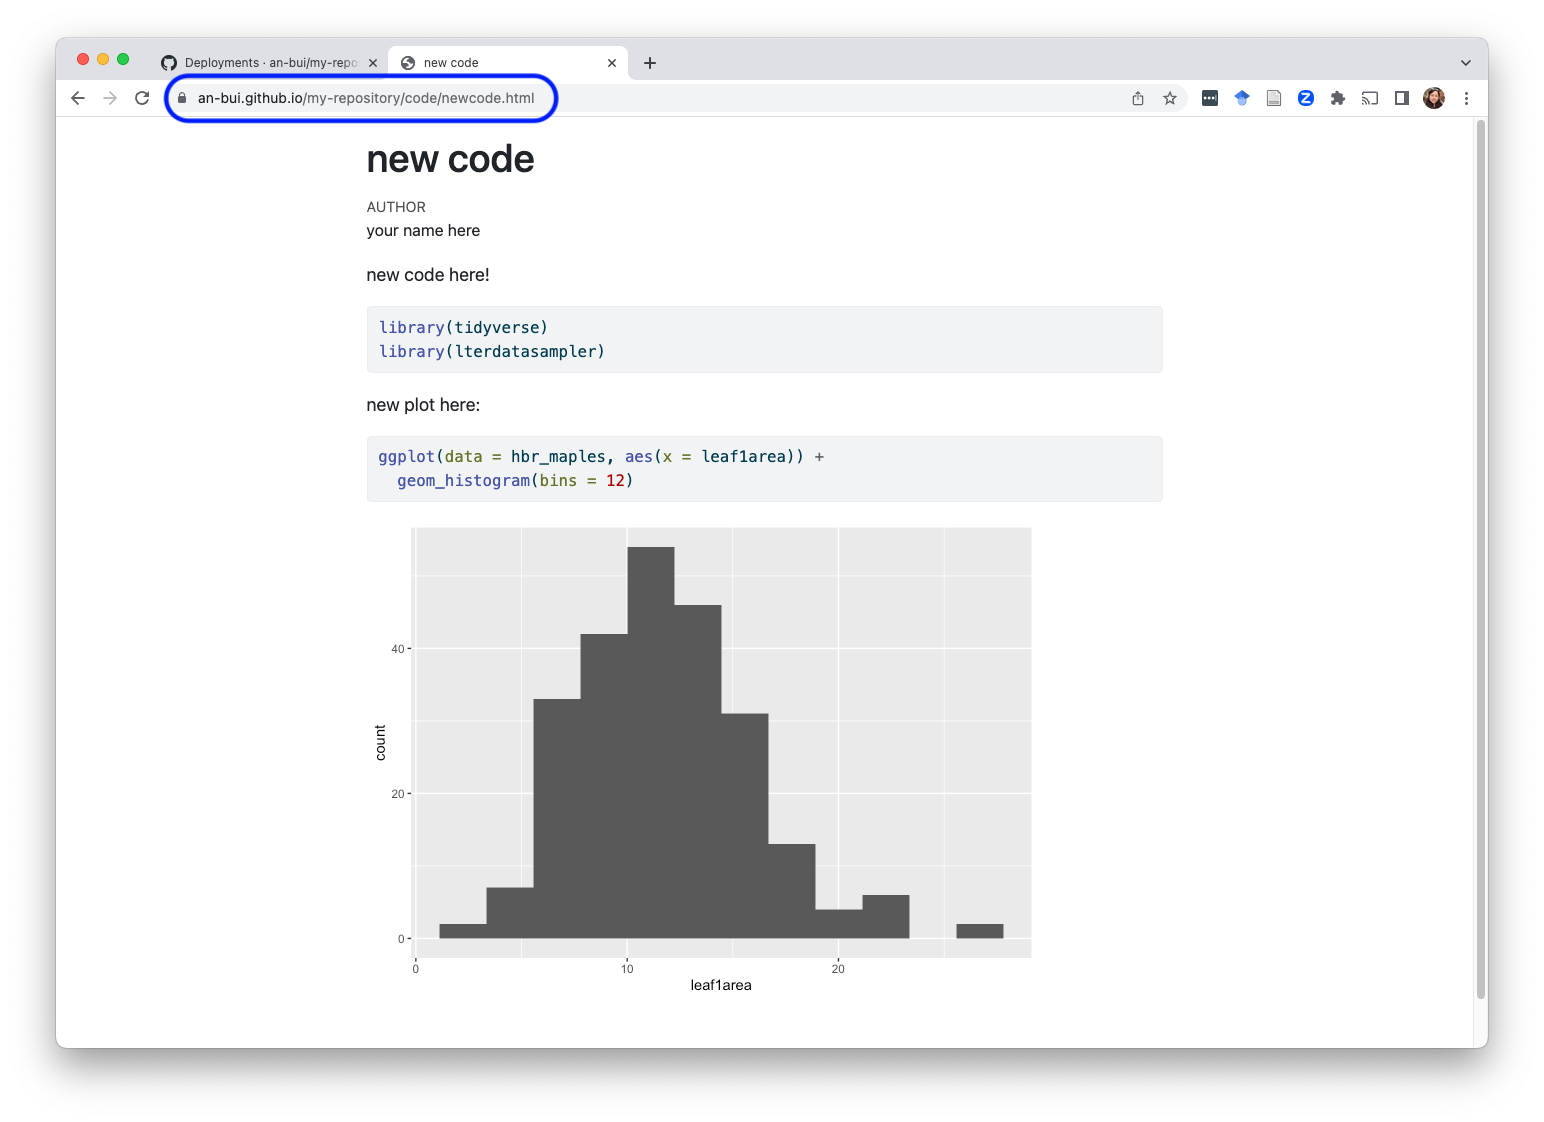 Deployments · an-bui/my-repo
new code
an-bui.github.io/my-repository/code/newcode.html
new code
AUTHOR
your name here
new code here!
library(tidyverse)
library(lterdatasampler)
new plot here:
ggplot(data = hbr_maples, aes(x = leaf1area)) +
geom_histogram(bins = 12)
40
20
0
count
0 10 20
leaf1area